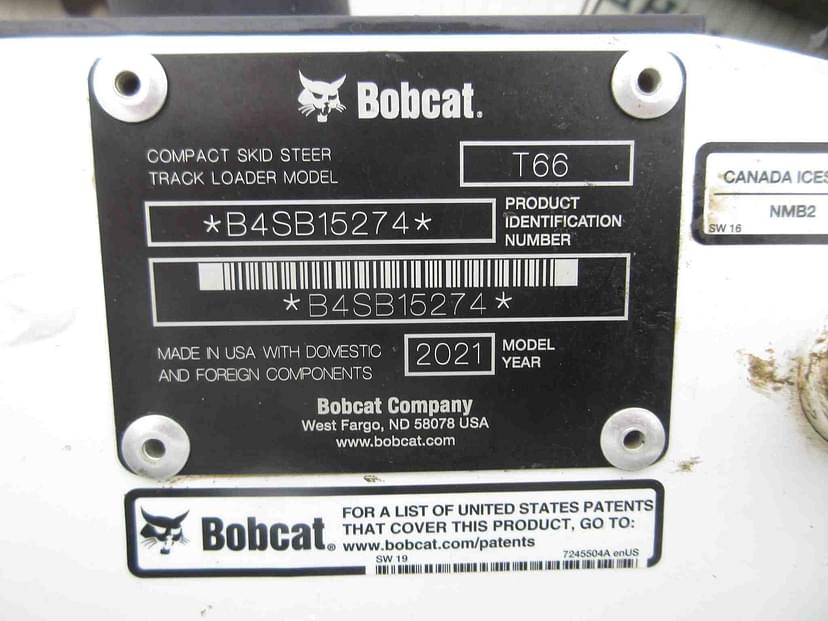 Bobcat.
COMPACT SKID STEER
TRACK LOADER MODEL
T66
*B4SB15274*
PRODUCT
IDENTIFICATION
NUMBER
*B4SB15274*
MADE IN USA WITH DOMESTIC
AND FOREIGN COMPONENTS
2021
MODEL
YEAR
Bobcat Company
West Fargo, ND 58078 USA
www.bobcat.com
CANADA ICES
NMB2
SW 16
Bobcat®
FOR A LIST OF UNITED STATES PATENTS
THAT COVER THIS PRODUCT, GO TO:
www.bobcat.com/patents
SW 19
7245504A enUS